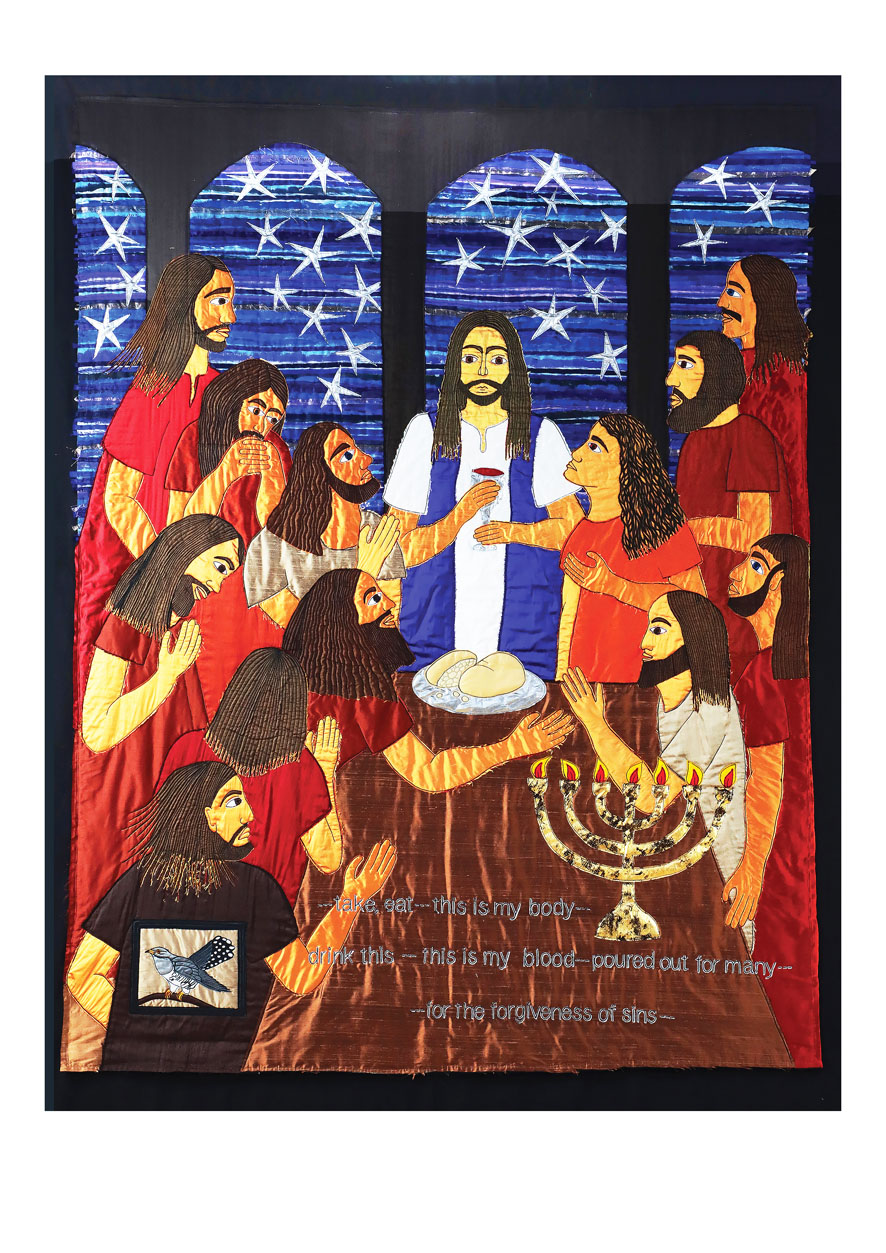 ---take, eat---this is my body---
drink this --- this is my blood---poured out for many---
---for the forgiveness of sins---